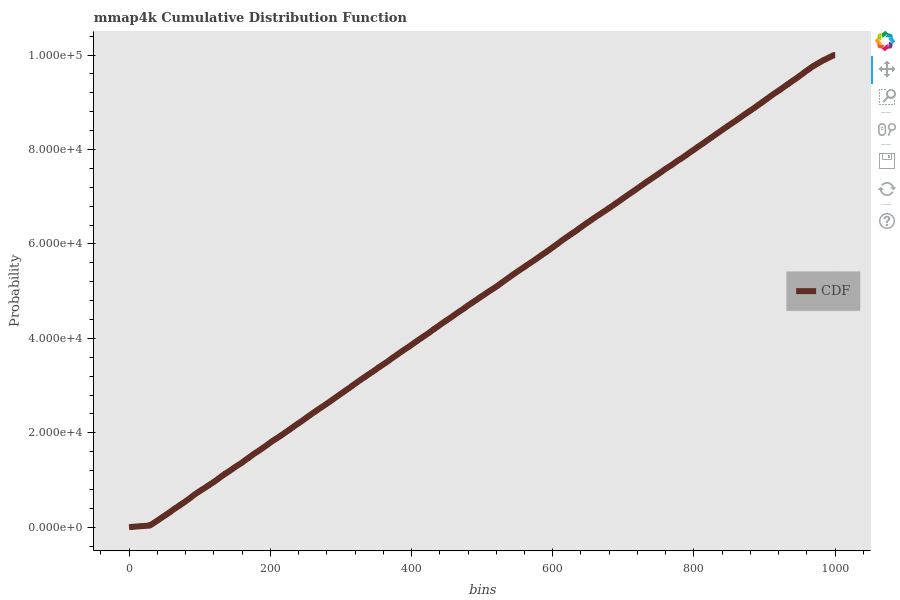 mmap4k Cumulative Distribution Function
1.000e+5
8.000e+4
6.000e+4
4.000e+4
2.000e+4
0.000e+0
Probability
CDF
0 200 400 600 800 1000
bins